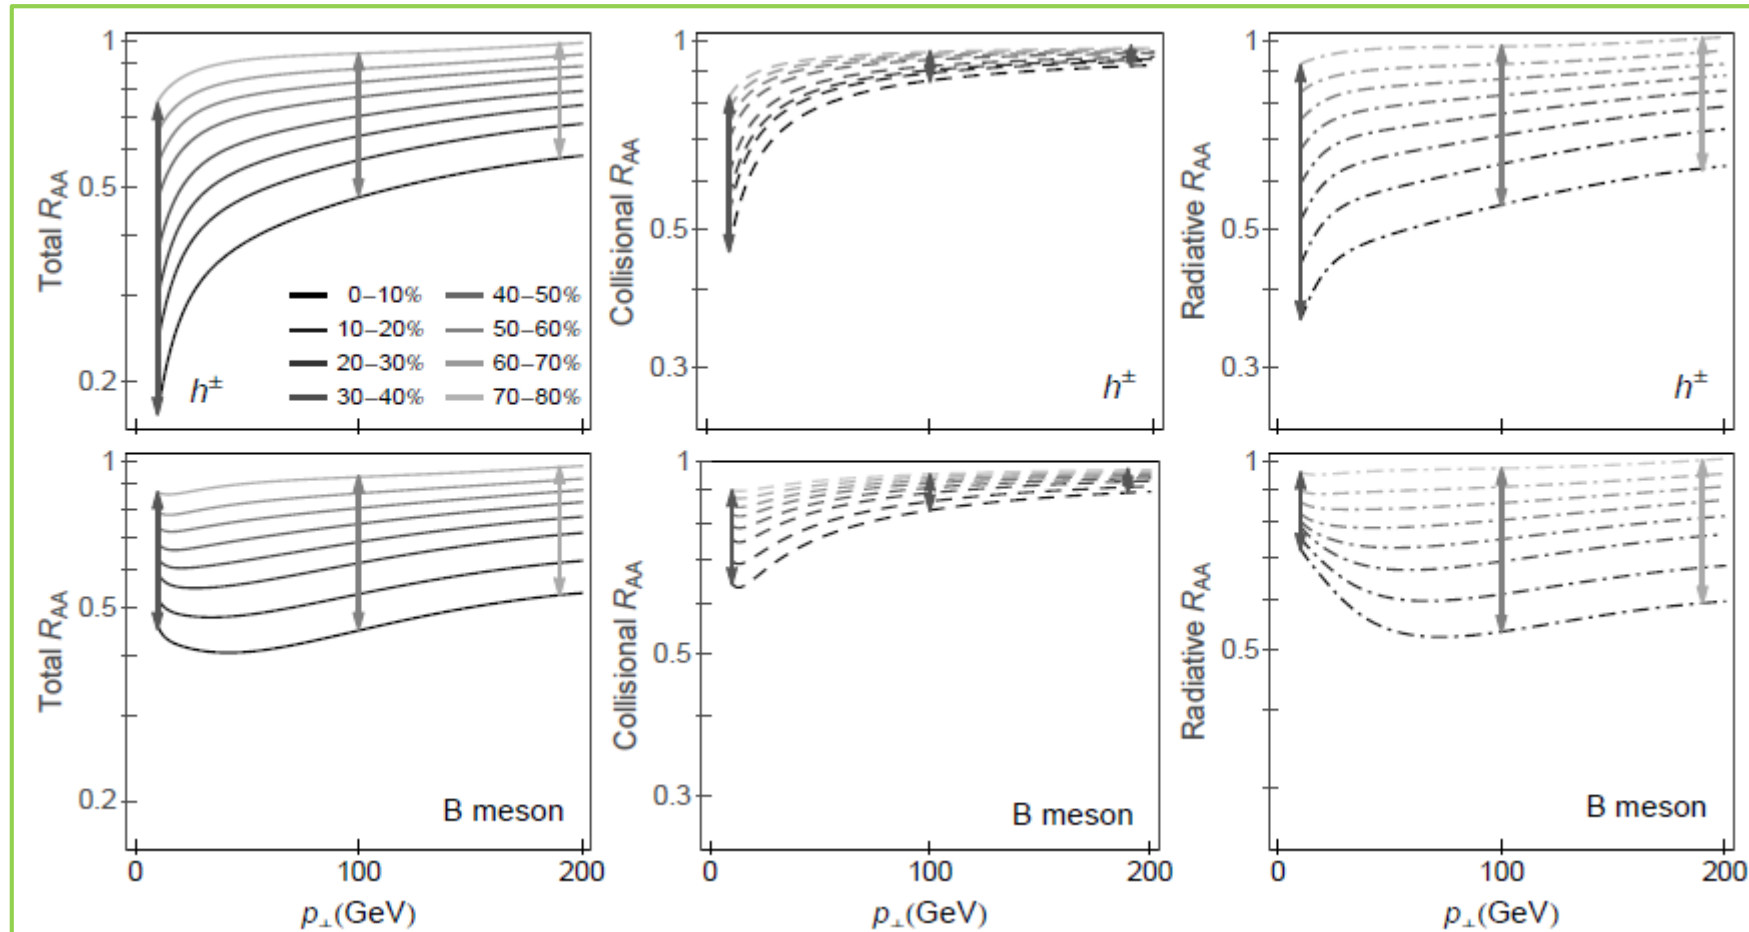 1
0.5
0.2
Total R_AA
0–10%
40–50%
10–20%
50–60%
20–30%
60–70%
30–40%
70–80%
h±
1
0.5
0.3
Collisional R_AA
h±
1
0.5
0.3
Radiative R_AA
h±
1
0.5
0.2
Total R_AA
B meson
0
100
200
p⊥(GeV)
1
0.5
0.3
Collisional R_AA
B meson
0
100
200
p⊥(GeV)
1
0.5
Radiative R_AA
B meson
0
100
200
p⊥(GeV)